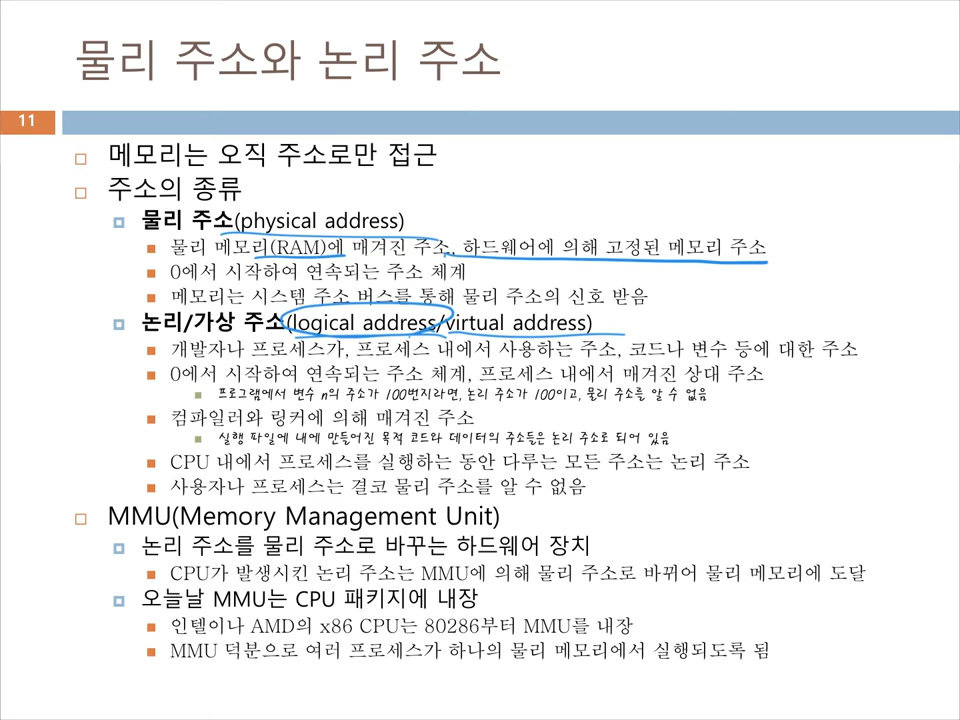 물리 주소와 논리 주소
11
메모리는 오직 주소로만 접근
주소의 종류
물리 주소(physical address)
물리 메모리(RAM)에 매겨진 주소, 하드웨어에 의해 고정된 메모리 주소
0에서 시작하여 연속되는 주소 체계
메모리는 시스템 주소 버스를 통해 물리 주소의 신호 받음
논리/가상 주소(logical address/virtual address)
개발자나 프로세스가, 프로세스 내에서 사용하는 주소, 코드나 변수 등에 대한 주소
0에서 시작하여 연속되는 주소 체계, 프로세스 내에서 매겨진 상대 주소
프로그램에서 변수 n의 주소가 100번지라면, 논리 주소가 100이고, 물리 주소를 알 수 없음
컴파일러와 링커에 의해 매겨진 주소
실행 파일에 내에 만들어진 목적 코드와 데이터의 주소들은 논리 주소로 되어 있음
CPU 내에서 프로세스를 실행하는 동안 다루는 모든 주소는 논리 주소
사용자나 프로세스는 결코 물리 주소를 알 수 없음
MMU(Memory Management Unit)
논리 주소를 물리 주소로 바꾸는 하드웨어 장치
CPU가 발생시킨 논리 주소는 MMU에 의해 물리 주소로 바뀌어 물리 메모리에 도달
오늘날 MMU는 CPU 패키지에 내장
인텔이나 AMD의 x86 CPU는 80286부터 MMU를 내장
MMU 덕분으로 여러 프로세스가 하나의 물리 메모리에서 실행되도록 됨